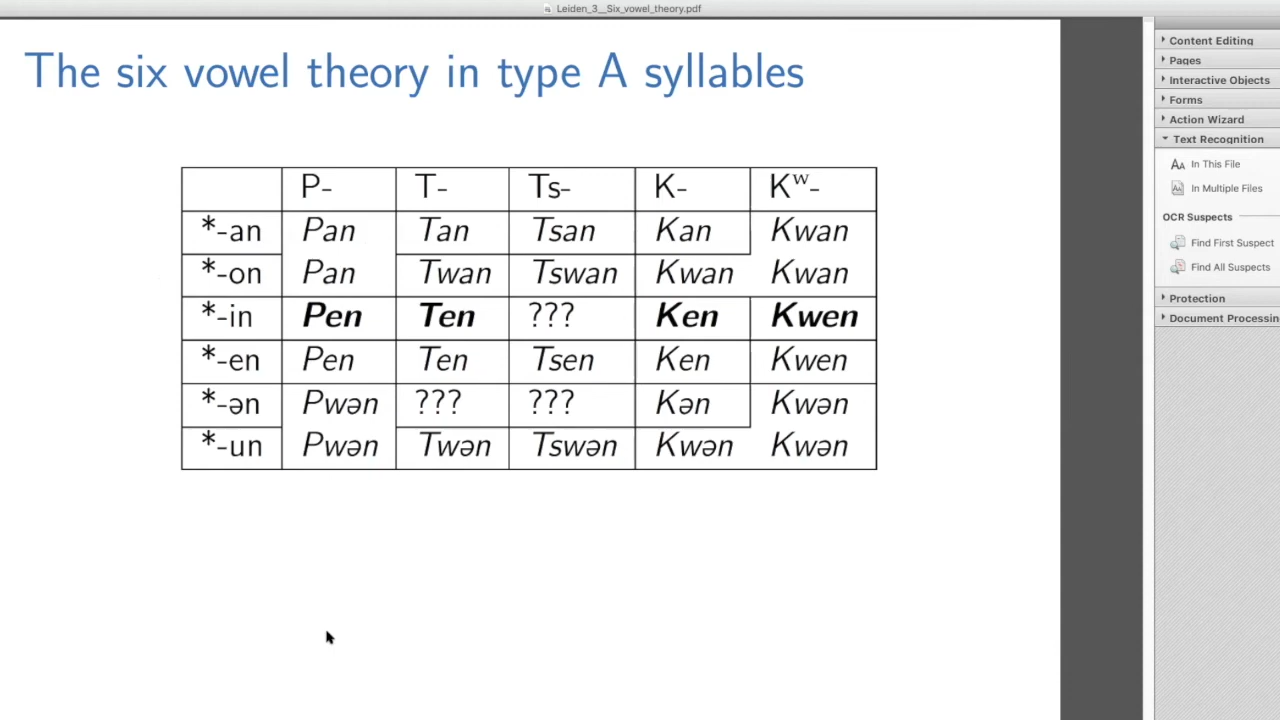 Leiden_3__Six_vowel_theory.pdf
The six vowel theory in type A syllables
P- T- Ts- K- Kʷ-
*-an Pan Tan Tsan Kan Kwan
*-on Pan Twan Tswan Kwan Kwan
*-in Pen Ten ??? Ken Kwen
*-en Pen Ten Tsen Ken Kwen
*-ən Pwən ??? ??? Kən Kwən
*-un Pwən Twən Tswən Kwən Kwən
Content Editing
Pages
Interactive Objects
Forms
Action Wizard
Text Recognition
In This File
In Multiple Files
OCR Suspects
Find First Suspect
Find All Suspects
Protection
Document Processin